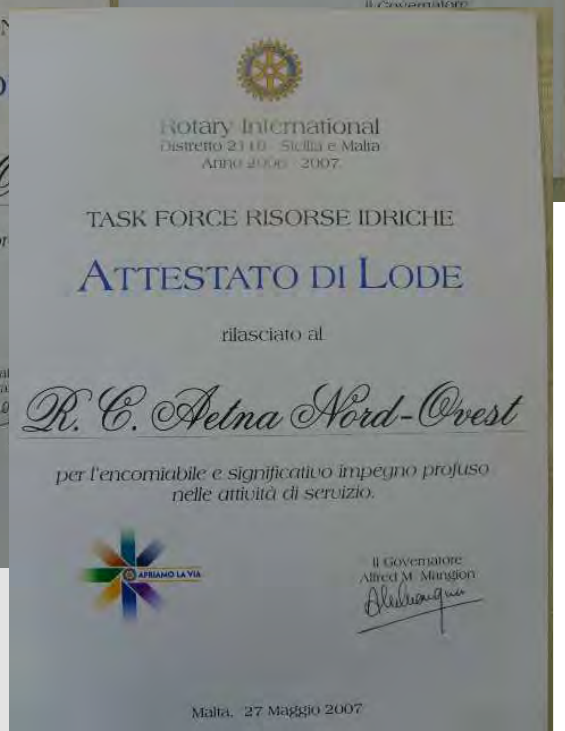 Il Governatore
Rotary International
Distretto 2110 - Sicilia e Malta
Anno 2006 - 2007
TASK FORCE RISORSE IDRICHE
ATTESTATO DI LODE
rilasciato al
R. C. Aetna Nord-Ovest
per l'encomiabile e significativo impegno profuso
nelle attività di servizio.
APRIAMO LA VIA
Il Governatore
Alfred M. Mangion
Malta, 27 Maggio 2007